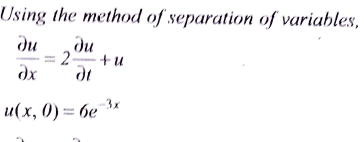 Using the method of separation of variables,
∂u/∂x = 2 ∂u/∂t + u
u(x, 0) = 6e^{-3x}